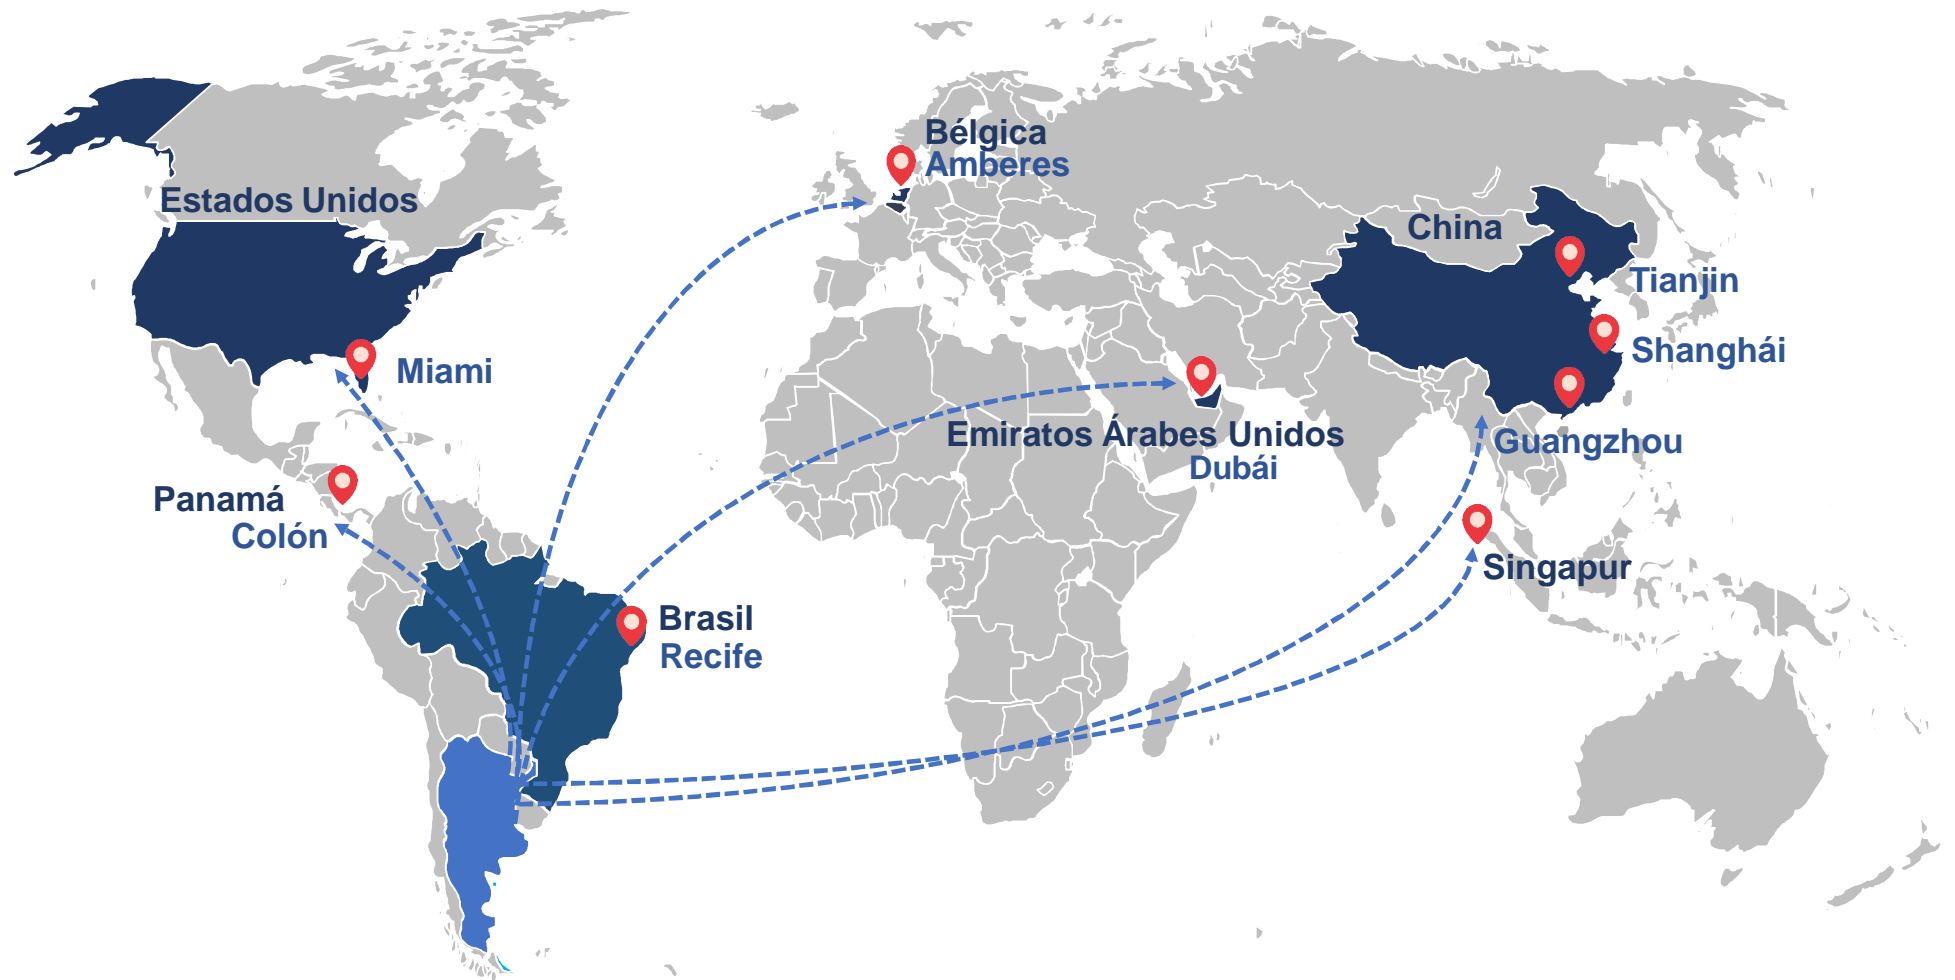 Bélgica
Amberes
Estados Unidos
China
Tianjin
Shanghái
Miami
Emiratos Árabes Unidos
Dubái
Guangzhou
Panamá
Colón
Singapur
Brasil
Recife